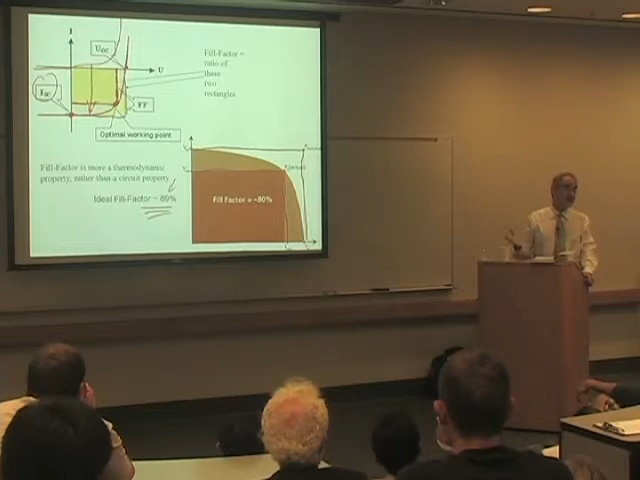 I
Uoc
U
Isc
FF
Optimal working point
Fill-Factor =
ratio of
these
two
rectangles
Fill-Factor is more a thermodynamic
property, rather than a circuit property
Ideal Fill-Factor ~ 89%
Fill Factor = ~80%